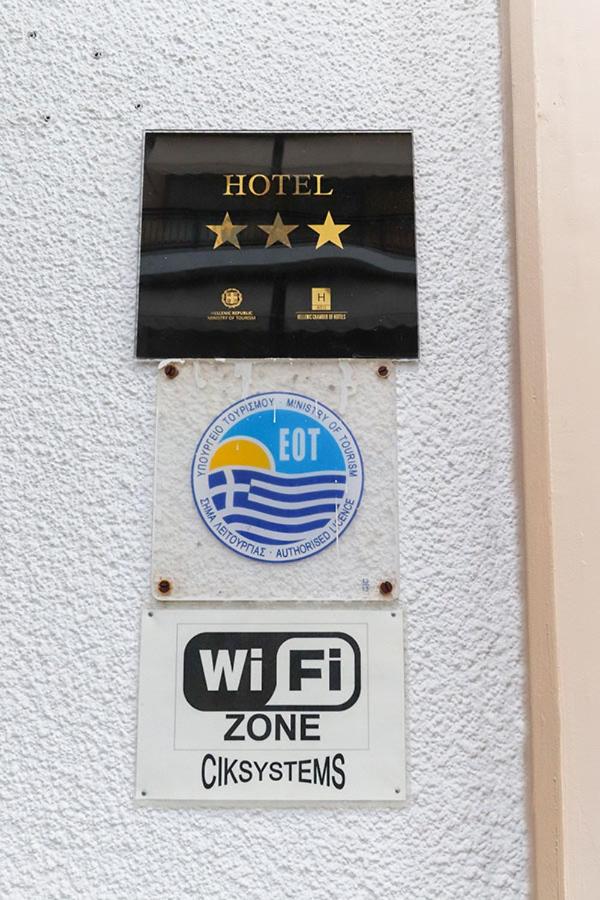 HOTEL
HELLENIC REPUBLIC
MINISTRY OF TOURISM
H
HELLENIC CHAMBER OF HOTELS
ΥΠΟΥΡΓΕΙΟ ΤΟΥΡΙΣΜΟΥ · MINISTRY OF TOURISM
ΕΟΤ
ΣΗΜΑ ΛΕΙΤΟΥΡΓΙΑΣ · AUTHORISED LICENCE
Wi Fi
ZONE
CIKSYSTEMS